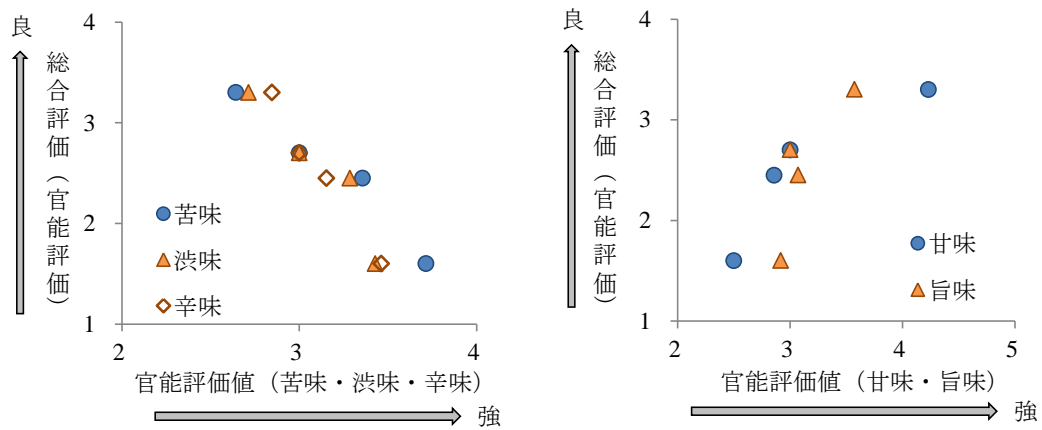 良
総合評価（官能評価）
4
3
2
1
苦味
渋味
辛味
2
3
4
官能評価値（苦味・渋味・辛味）
強
良
総合評価（官能評価）
4
3
2
1
甘味
旨味
2
3
4
5
官能評価値（甘味・旨味）
強